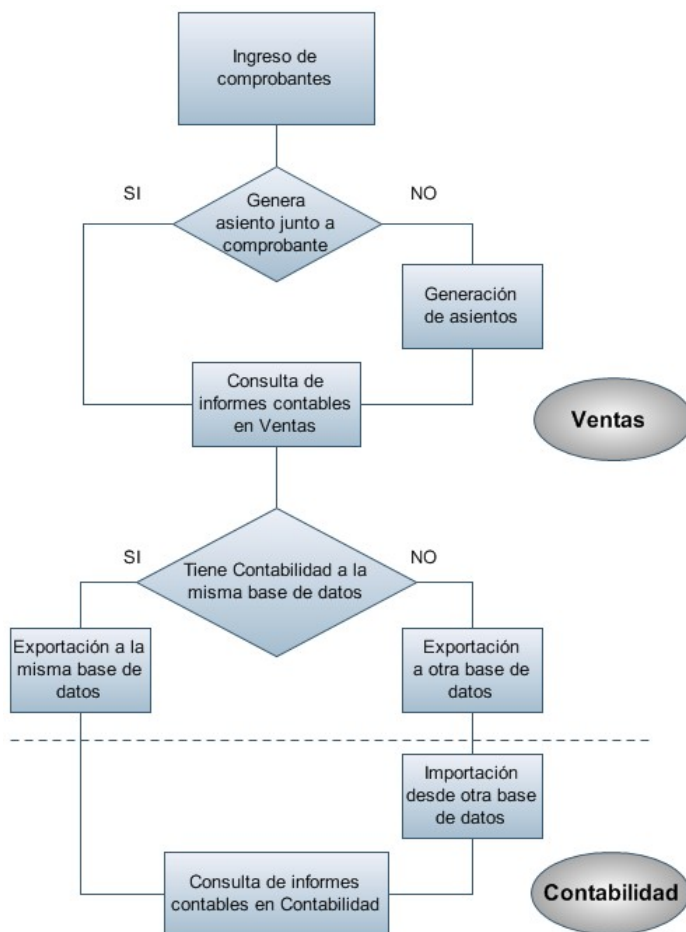 Ingreso de
comprobantes
SI
NO
Genera
asiento junto a
comprobante
Generación
de asientos
Consulta de
informes contables
en Ventas
Ventas
SI
NO
Tiene Contabilidad a la
misma base de datos
Exportación a la
misma base de
datos
Exportación
a otra base de
datos
Importación
desde otra base
de datos
Consulta de informes
contables en Contabilidad
Contabilidad